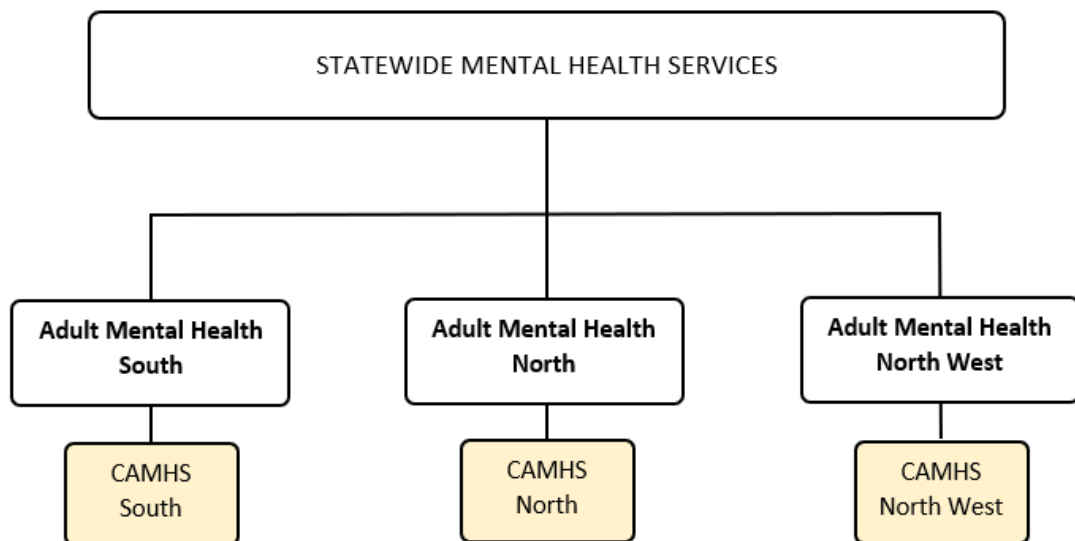 STATEWIDE MENTAL HEALTH SERVICES
Adult Mental Health
South
Adult Mental Health
North
Adult Mental Health
North West
CAMHS
South
CAMHS
North
CAMHS
North West